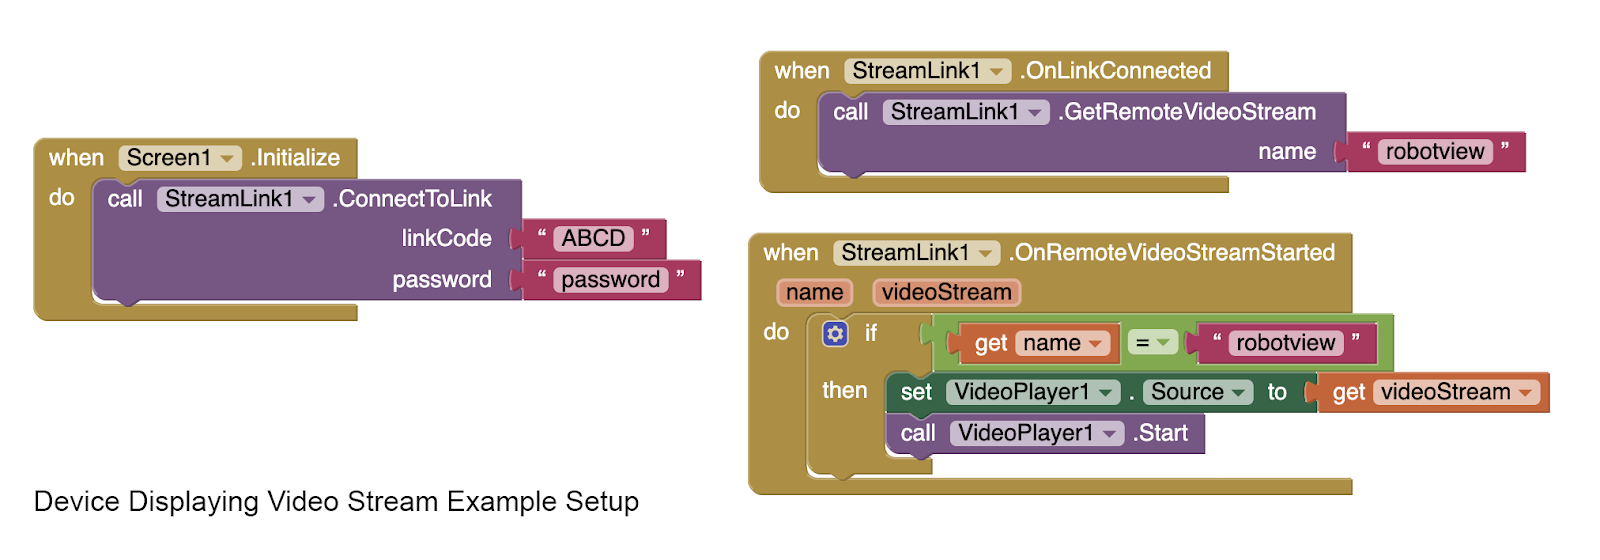 when Screen1 .Initialize
do call StreamLink1 .ConnectToLink
linkCode “ ABCD ”
password “ password ”
when StreamLink1 .OnLinkConnected
do call StreamLink1 .GetRemoteVideoStream
name “ robotview ”
when StreamLink1 .OnRemoteVideoStreamStarted
name videoStream
do if get name = “ robotview ”
then set VideoPlayer1 . Source to get videoStream
call VideoPlayer1 .Start
Device Displaying Video Stream Example Setup